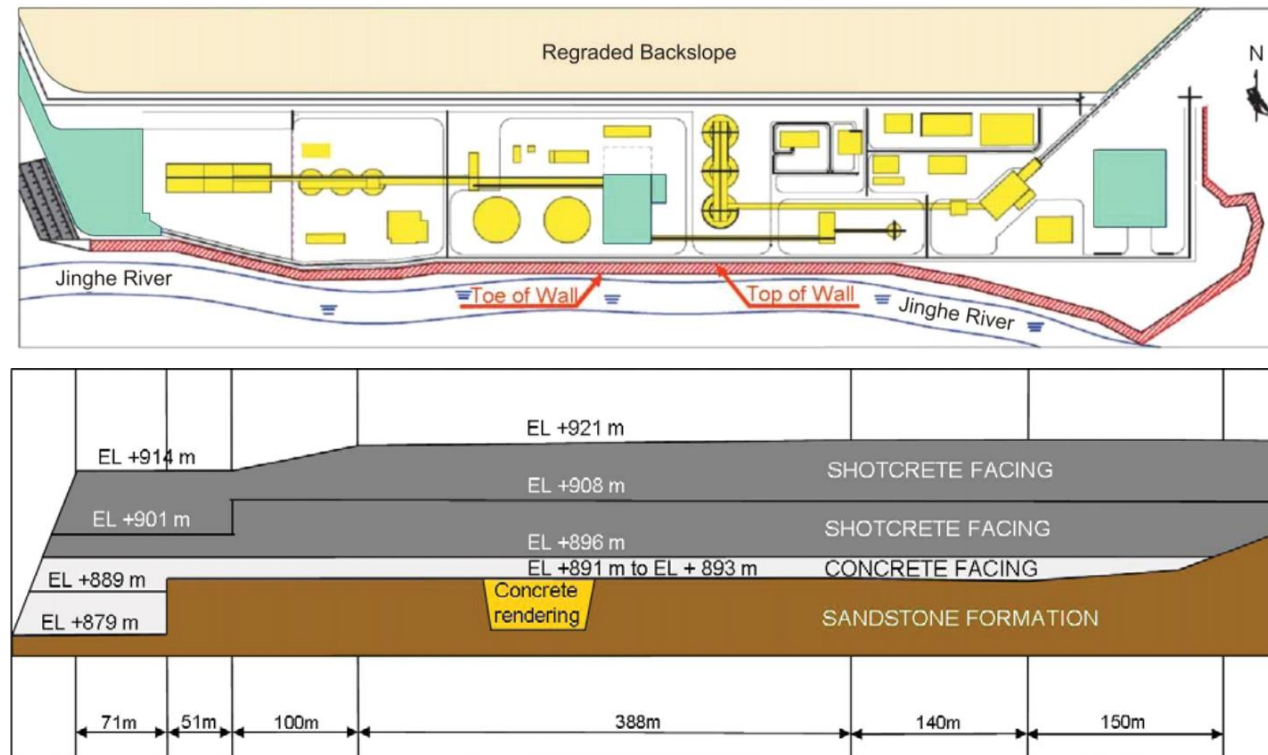 Regraded Backslope
N
Jinghe River
Toe of Wall
Top of Wall
Jinghe River
EL +921 m
EL +914 m
SHOTCRETE FACING
EL +908 m
EL +901 m
SHOTCRETE FACING
EL +896 m
EL +891 m to EL + 893 m
CONCRETE FACING
EL +889 m
Concrete
rendering
EL +879 m
SANDSTONE FORMATION
71m
51m
100m
388m
140m
150m